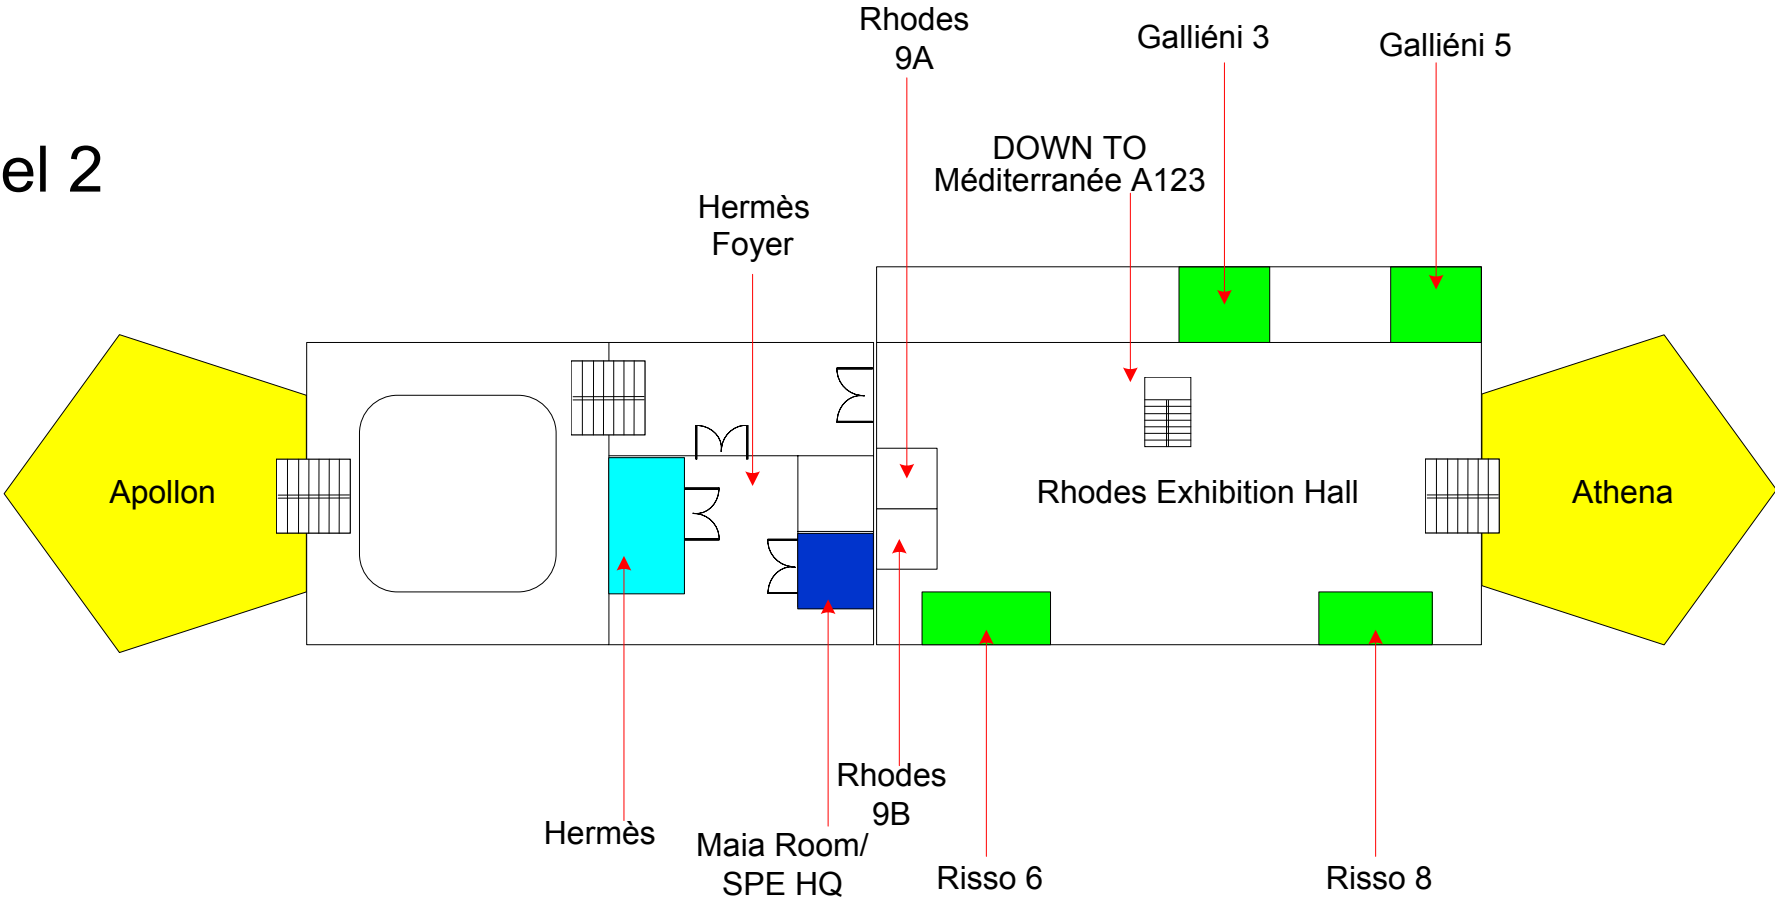 Rhodes
9A
Galliéni 3
Galliéni 5
el 2
DOWN TO
Méditerranée A123
Hermès
Foyer
Apollon
Rhodes Exhibition Hall
Athena
Rhodes
9B
Hermès
Maia Room/
SPE HQ
Risso 6
Risso 8